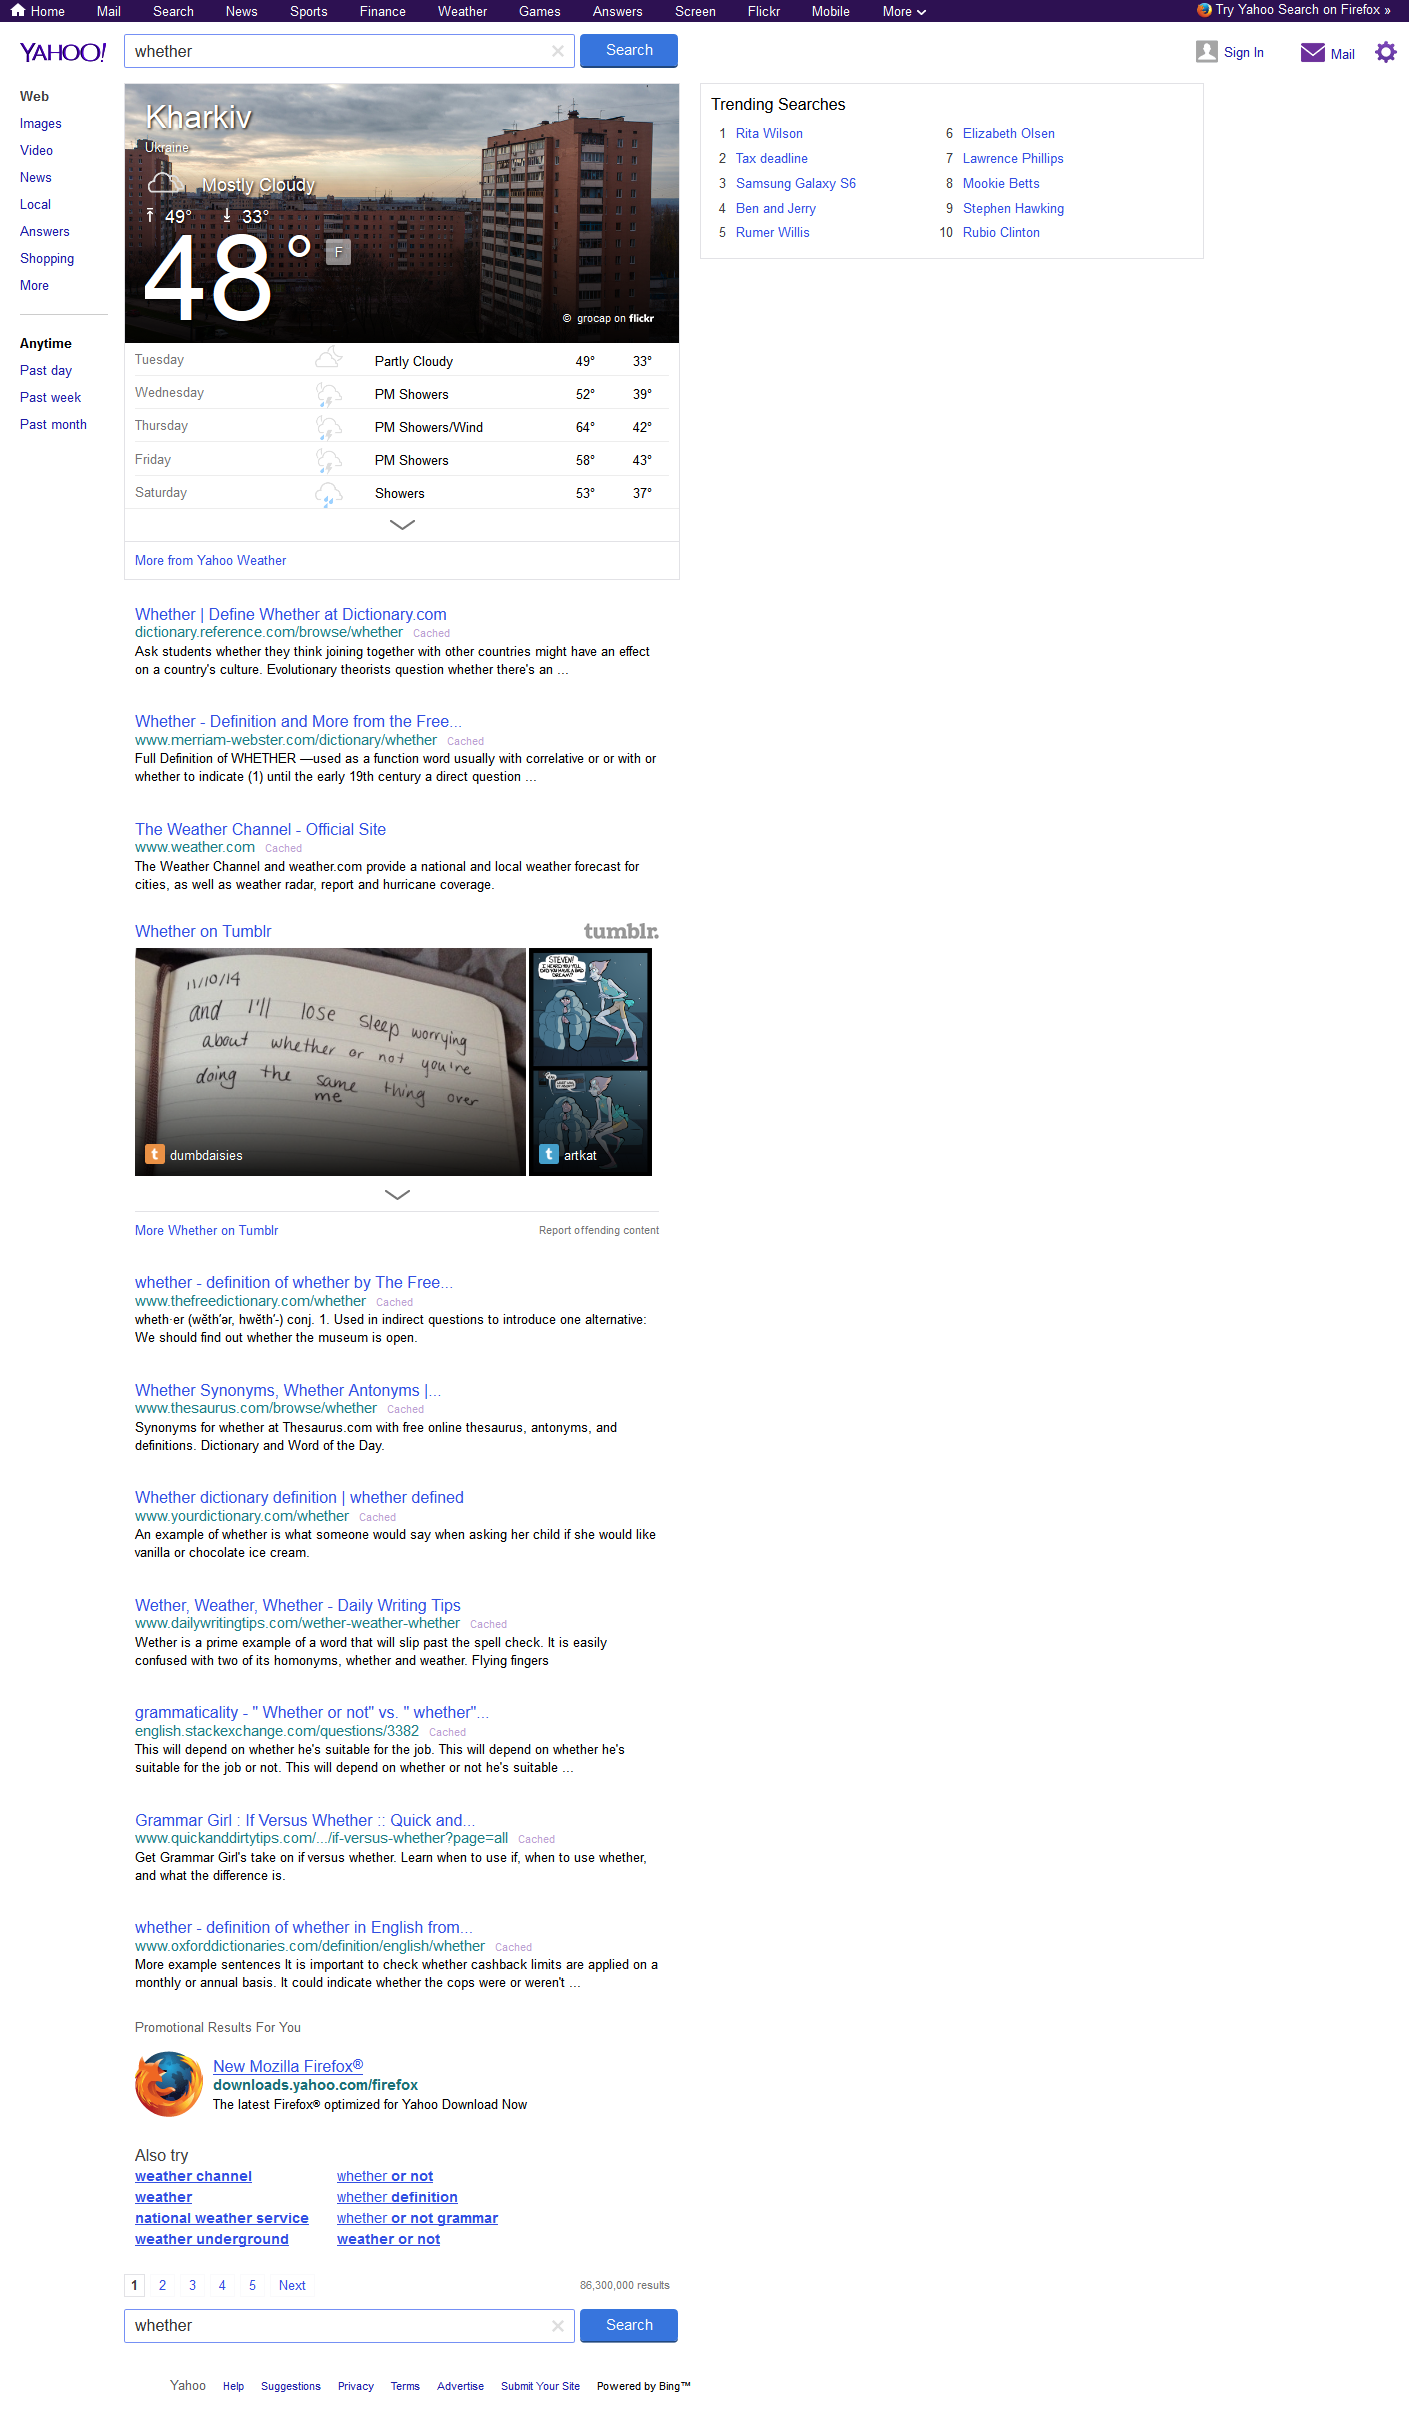 Home Mail Search News Sports Finance Weather Games Answers Screen Flickr Mobile More Try Yahoo Search on Firefox »
YAHOO! whether Search Sign In Mail
Web
Images
Video
News
Local
Answers
Shopping
More
Anytime
Past day
Past week
Past month
Kharkiv
Ukraine
Mostly Cloudy
49° 33°
48° F
© grocap on flickr
Tuesday Partly Cloudy 49° 33°
Wednesday PM Showers 52° 39°
Thursday PM Showers/Wind 64° 42°
Friday PM Showers 58° 43°
Saturday Showers 53° 37°
More from Yahoo Weather
Trending Searches
1 Rita Wilson 6 Elizabeth Olsen
2 Tax deadline 7 Lawrence Phillips
3 Samsung Galaxy S6 8 Mookie Betts
4 Ben and Jerry 9 Stephen Hawking
5 Rumer Willis 10 Rubio Clinton
Whether | Define Whether at Dictionary.com
dictionary.reference.com/browse/whether Cached
Ask students whether they think joining together with other countries might have an effect
on a country's culture. Evolutionary theorists question whether there's an ...
Whether - Definition and More from the Free...
www.merriam-webster.com/dictionary/whether Cached
Full Definition of WHETHER —used as a function word usually with correlative or or with or
whether to indicate (1) until the early 19th century a direct question ...
The Weather Channel - Official Site
www.weather.com Cached
The Weather Channel and weather.com provide a national and local weather forecast for
cities, as well as weather radar, report and hurricane coverage.
Whether on Tumblr tumblr.
11/10/14
and I'll lose sleep worrying
about whether or not you're
doing the same thing over
me
dumbdaisies
STEVEN!
I HEARD YOU YELL
DID YOU HAVE A BAD
DREAM?
artkat
More Whether on Tumblr Report offending content
whether - definition of whether by The Free...
www.thefreedictionary.com/whether Cached
wheth·er (wĕth′ər, hwĕth′-) conj. 1. Used in indirect questions to introduce one alternative:
We should find out whether the museum is open.
Whether Synonyms, Whether Antonyms |...
www.thesaurus.com/browse/whether Cached
Synonyms for whether at Thesaurus.com with free online thesaurus, antonyms, and
definitions. Dictionary and Word of the Day.
Whether dictionary definition | whether defined
www.yourdictionary.com/whether Cached
An example of whether is what someone would say when asking her child if she would like
vanilla or chocolate ice cream.
Wether, Weather, Whether - Daily Writing Tips
www.dailywritingtips.com/wether-weather-whether Cached
Wether is a prime example of a word that will slip past the spell check. It is easily
confused with two of its homonyms, whether and weather. Flying fingers
grammaticality - " Whether or not" vs. " whether"...
english.stackexchange.com/questions/3382 Cached
This will depend on whether he's suitable for the job. This will depend on whether he's
suitable for the job or not. This will depend on whether or not he's suitable ...
Grammar Girl : If Versus Whether :: Quick and...
www.quickanddirtytips.com/.../if-versus-whether?page=all Cached
Get Grammar Girl's take on if versus whether. Learn when to use if, when to use whether,
and what the difference is.
whether - definition of whether in English from...
www.oxforddictionaries.com/definition/english/whether Cached
More example sentences It is important to check whether cashback limits are applied on a
monthly or annual basis. It could indicate whether the cops were or weren't ...
Promotional Results For You
New Mozilla Firefox®
downloads.yahoo.com/firefox
The latest Firefox® optimized for Yahoo Download Now
Also try
weather channel whether or not
weather whether definition
national weather service whether or not grammar
weather underground weather or not
1 2 3 4 5 Next 86,300,000 results
whether Search
Yahoo Help Suggestions Privacy Terms Advertise Submit Your Site Powered by Bing™